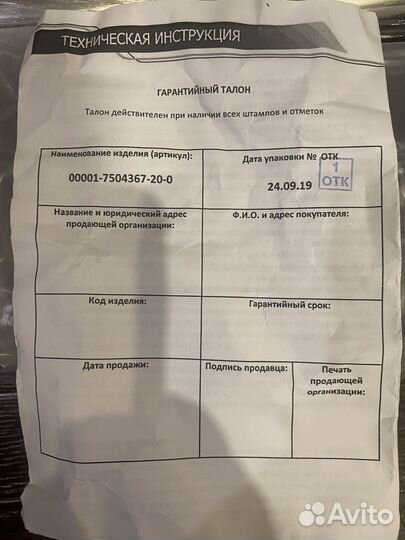 ТЕХНИЧЕСКАЯ ИНСТРУКЦИЯ
ГАРАНТИЙНЫЙ ТАЛОН
Талон действителен при наличии всех штампов и отметок
Наименование изделия (артикул):
00001-7504367-20-0
Дата упаковки № ОТК
24.09.19
1
ОТК
Название и юридический адрес
продающей организации:
Ф.И.О. и адрес покупателя:
Код изделия:
Гарантийный срок:
Дата продажи:
Подпись продавца:
Печать
продающей
организации:
Avito